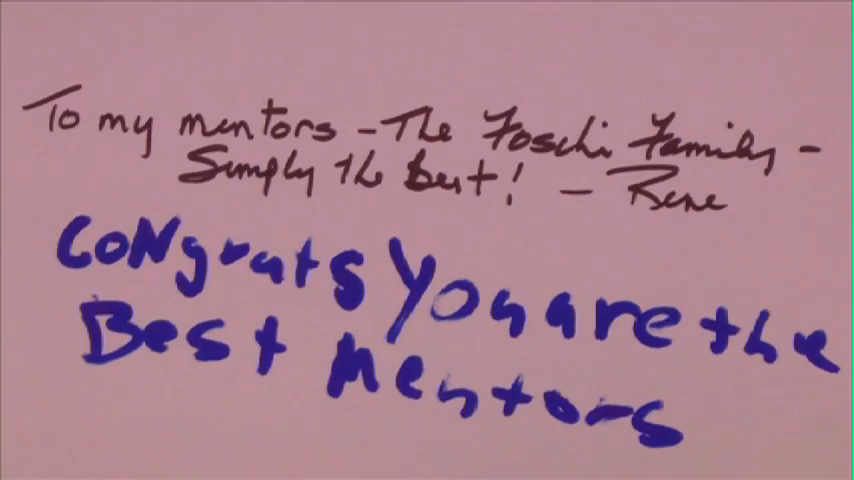 To my mentors - The Foschi Family -
Simply the Best! - Rene
CoNgrats You are the
Best Mentors